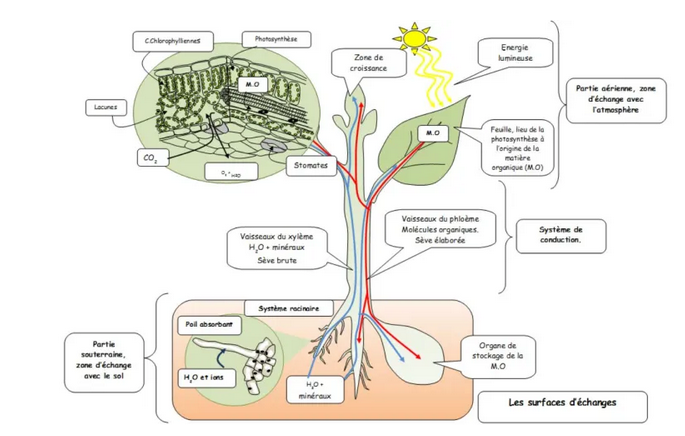 C.Chlorophylliennes
Photosynthèse
M.O
Lacunes
CO2
O2 + H2O
Stomates
Zone de
croissance
Energie
lumineuse
M.O
Feuille, lieu de la
photosynthèse à
l'origine de la
matière
organique (M.O)
Partie aérienne, zone
d'échange avec
l'atmosphère
Vaisseaux du xylème
H2O + minéraux
Sève brute
Vaisseaux du phloème
Molécules organiques.
Sève élaborée
Système de
conduction.
Système racinaire
Poil absorbant
H2O et ions
Partie
souterraine,
zone d'échange
avec le sol
H2O +
minéraux
Organe de
stockage de la
M.O
Les surfaces d'échanges